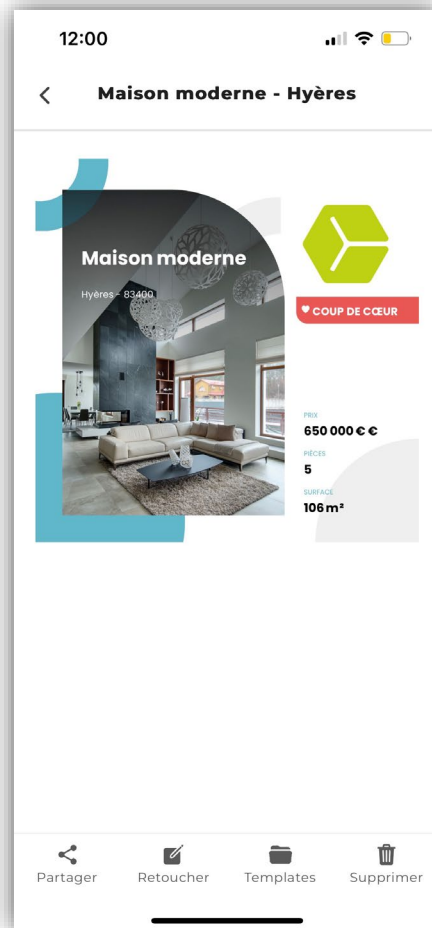 12:00
Maison moderne - Hyères
Maison moderne
Hyères - 83400
COUP DE CŒUR
PRIX
650 000 € €
PIÈCES
5
SURFACE
106 m²
Partager
Retoucher
Templates
Supprimer